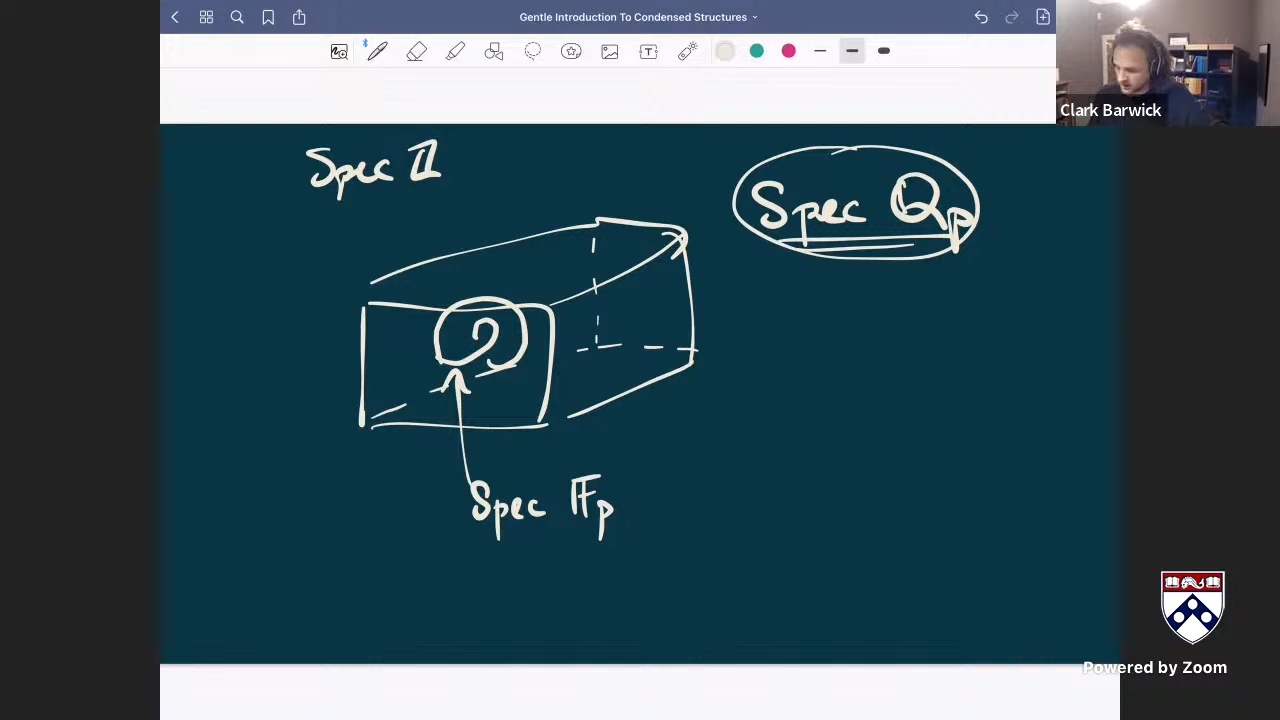 Gentle Introduction To Condensed Structures
Clark Barwick
Spec ℤ
Spec ℚp
Spec 𝔽p
Powered by Zoom